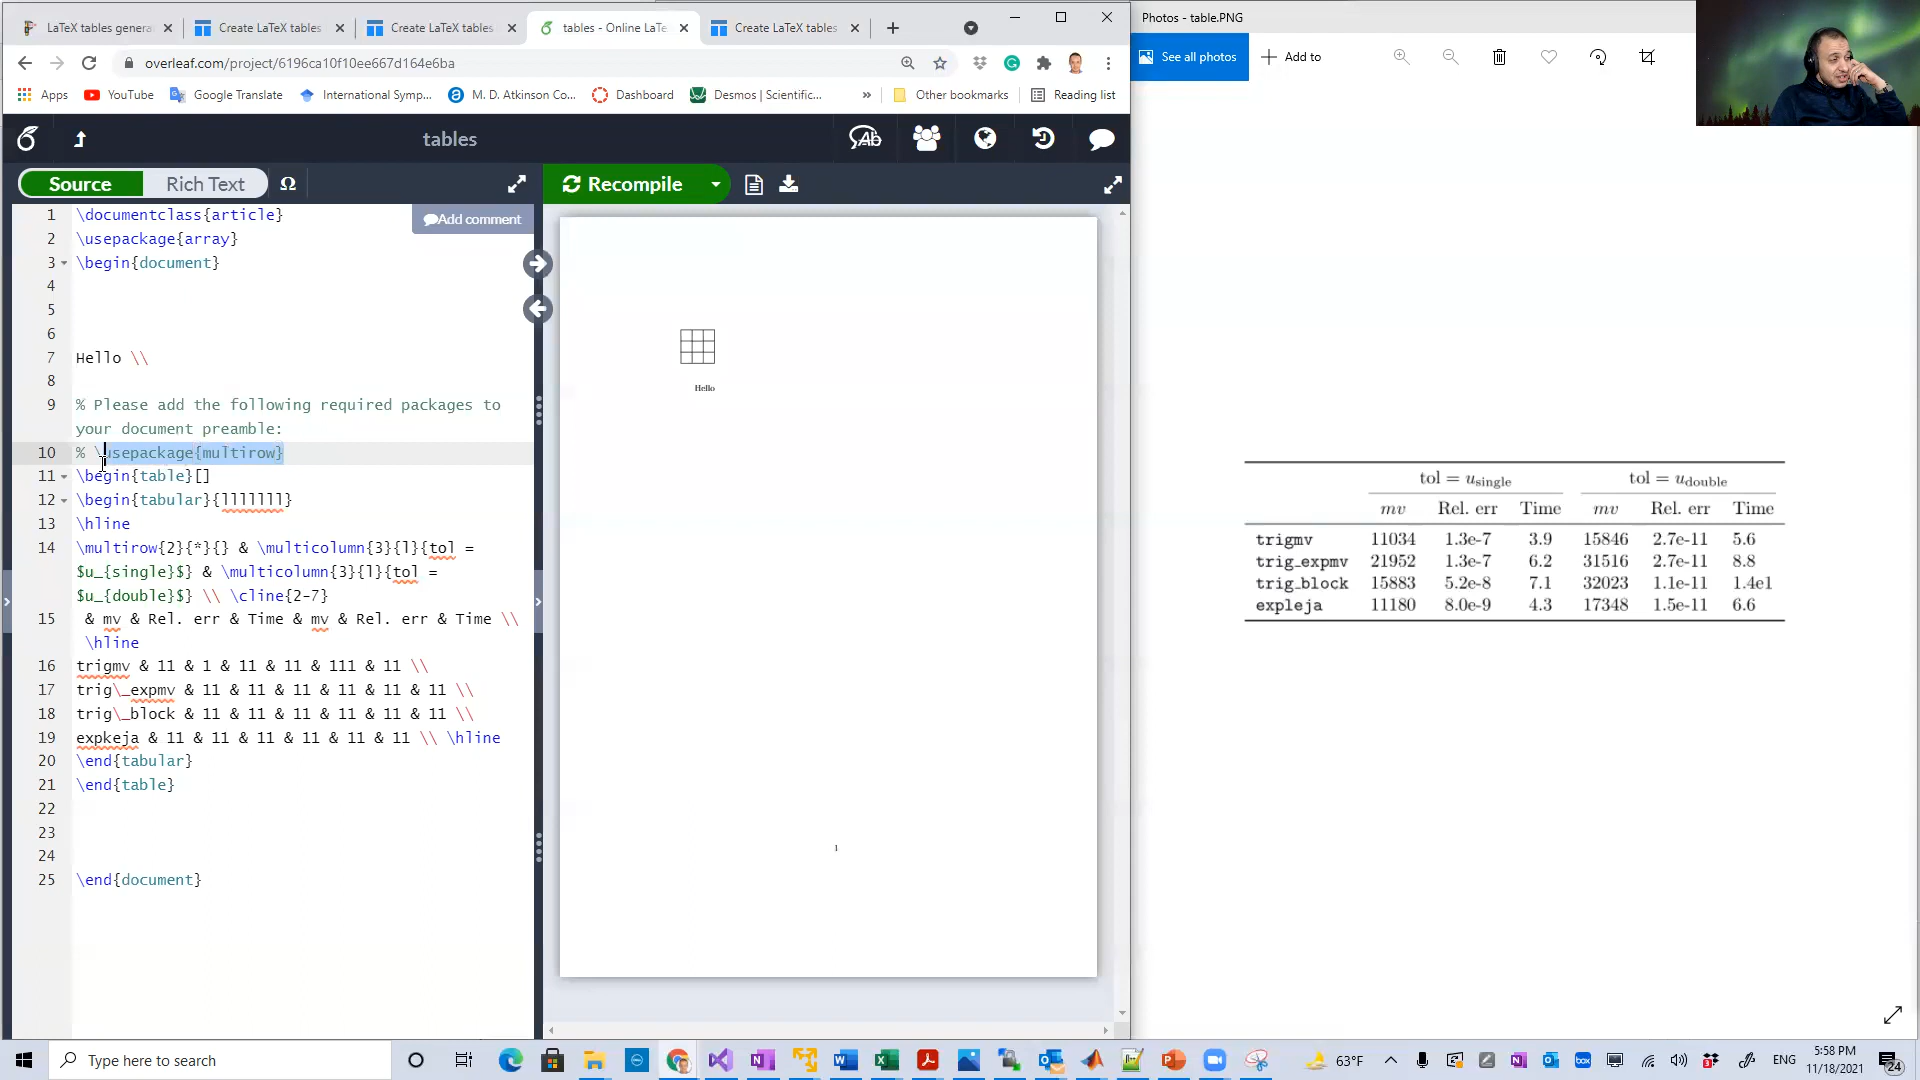 LaTeX tables genera
Create LaTeX tables
Create LaTeX tables
tables - Online LaTe
Create LaTeX tables
Photos - table.PNG
overleaf.com/project/6196ca10f10ee667d164e6ba
See all photos
Add to
Apps
YouTube
Google Translate
International Symp...
M. D. Atkinson Co...
Dashboard
Desmos | Scientific...
»
Other bookmarks
Reading list
tables
Source
Rich Text
Ω
Recompile
Add comment
1 \documentclass{article}
2 \usepackage{array}
3 \begin{document}
4
5
6
7 Hello \\
8
9 % Please add the following required packages to
your document preamble:
10 % \usepackage{multirow}
11 \begin{table}[]
12 \begin{tabular}{lllllll}
13 \hline
14 \multirow{2}{*}{} & \multicolumn{3}{l}{tol =
$u_{single}$} & \multicolumn{3}{l}{tol =
$u_{double}$} \\ \cline{2-7}
15 & mv & Rel. err & Time & mv & Rel. err & Time \\
\hline
16 trigmv & 11 & 1 & 11 & 11 & 111 & 11 \\
17 trig\_expmv & 11 & 11 & 11 & 11 & 11 & 11 \\
18 trig\_block & 11 & 11 & 11 & 11 & 11 & 11 \\
19 expkeja & 11 & 11 & 11 & 11 & 11 & 11 \\ \hline
20 \end{tabular}
21 \end{table}
22
23
24
25 \end{document}
Hello
1
tol = u_single tol = u_double
mv Rel. err Time mv Rel. err Time
trigmv 11034 1.3e-7 3.9 15846 2.7e-11 5.6
trig_expmv 21952 1.3e-7 6.2 31516 2.7e-11 8.8
trig_block 15883 5.2e-8 7.1 32023 1.1e-11 1.4e1
expleja 11180 8.0e-9 4.3 17348 1.5e-11 6.6
Type here to search
63°F
ENG
5:58 PM
11/18/2021
24